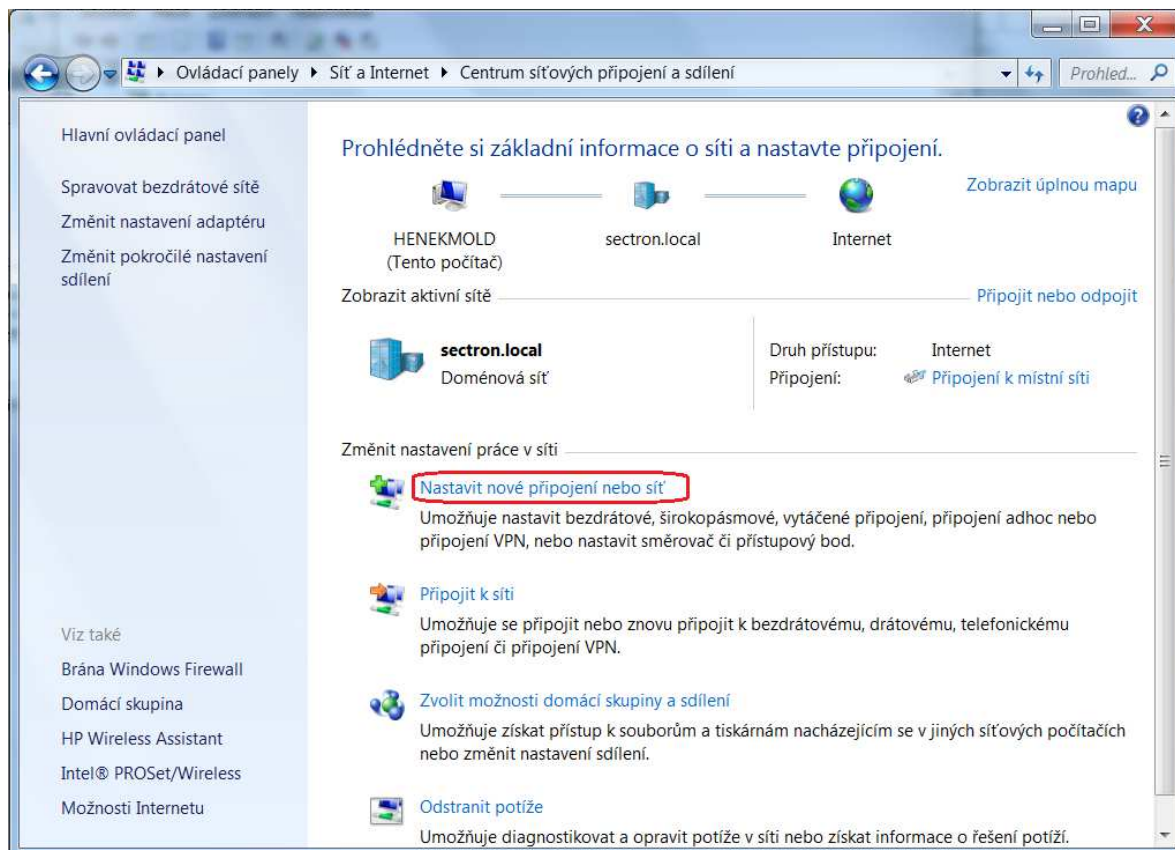 Ovládací panely ▸ Síť a Internet ▸ Centrum síťových připojení a sdílení
Prohled...
Hlavní ovládací panel
Spravovat bezdrátové sítě
Změnit nastavení adaptéru
Změnit pokročilé nastavení
sdílení
Viz také
Brána Windows Firewall
Domácí skupina
HP Wireless Assistant
Intel® PROSet/Wireless
Možnosti Internetu
Prohlédněte si základní informace o síti a nastavte připojení.
Zobrazit úplnou mapu
HENEKMOLD
(Tento počítač)
sectron.local
Internet
Zobrazit aktivní sítě
Připojit nebo odpojit
sectron.local
Doménová síť
Druh přístupu: Internet
Připojení: Připojení k místní síti
Změnit nastavení práce v síti
Nastavit nové připojení nebo síť
Umožňuje nastavit bezdrátové, širokopásmové, vytáčené připojení, připojení adhoc nebo
připojení VPN, nebo nastavit směrovač či přístupový bod.
Připojit k síti
Umožňuje se připojit nebo znovu připojit k bezdrátovému, drátovému, telefonickému
připojení či připojení VPN.
Zvolit možnosti domácí skupiny a sdílení
Umožňuje získat přístup k souborům a tiskárnám nacházejícím se v jiných síťových počítačích
nebo změnit nastavení sdílení.
Odstranit potíže
Umožňuje diagnostikovat a opravit potíže v síti nebo získat informace o řešení potíží.